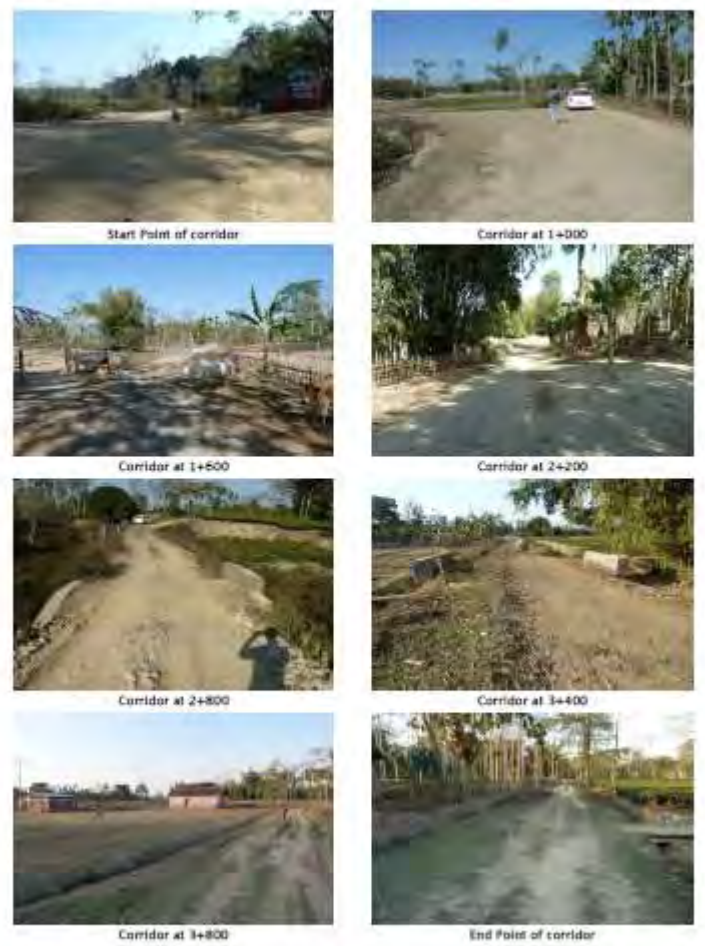 Start Point of corridor
Corridor at 1+000
Corridor at 1+600
Corridor at 2+200
Corridor at 2+800
Corridor at 3+400
Corridor at 3+800
End Point of corridor